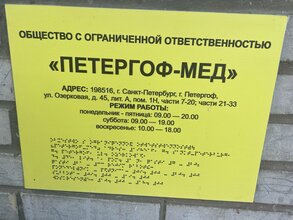 ОБЩЕСТВО С ОГРАНИЧЕННОЙ ОТВЕТСТВЕННОСТЬЮ
«ПЕТЕРГОФ-МЕД»
АДРЕС: 198516, г. Санкт-Петербург, г. Петергоф,
ул. Озерковая, д. 45, лит. А, пом. 1Н, части 7-20; части 21-33
РЕЖИМ РАБОТЫ:
понедельник - пятница: 09.00 — 20.00
суббота: 09.00 — 19.00
воскресенье: 10.00 — 18.00